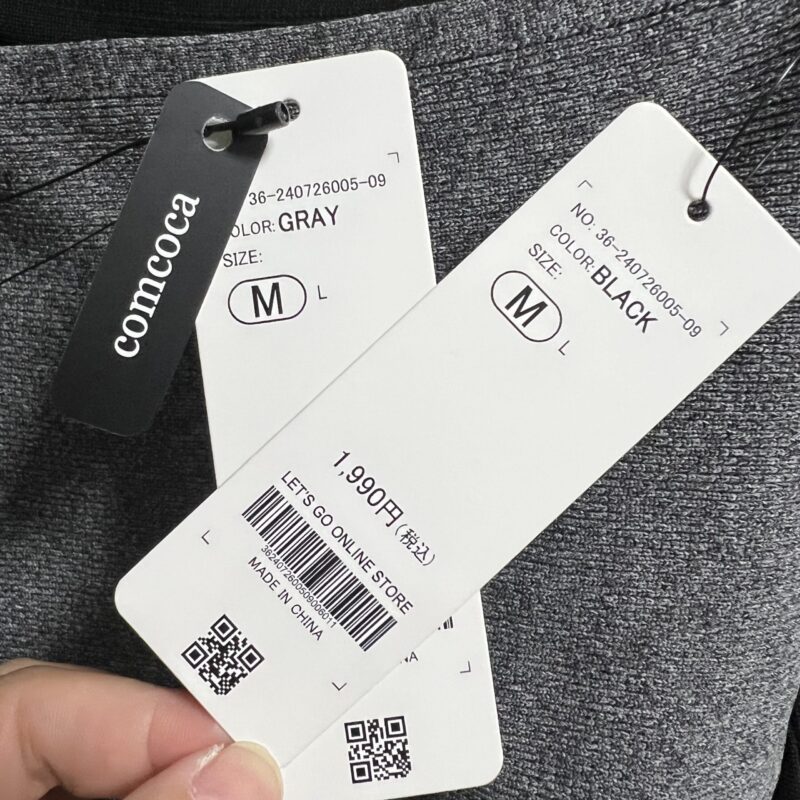 comcoca
36-240726005-09
OLOR: GRAY
SIZE:
M L
NO: 36-240726005-09
COLOR: BLACK
SIZE:
M L
1,990円(税込)
LET'S GO ONLINE STORE
MADE IN CHINA
NA